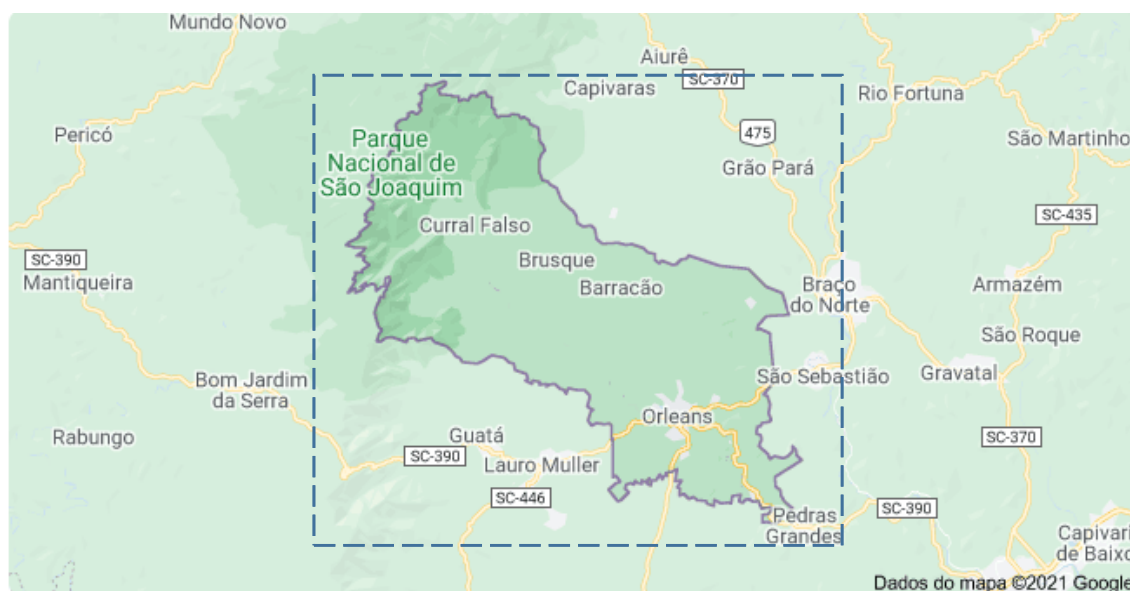 Mundo Novo
Aiurê
SC-370
Capivaras
Rio Fortuna
Pericó
475
São Martinho
Parque
Nacional de
São Joaquim
Grão Pará
Curral Falso
SC-435
SC-390
Brusque
Mantiqueira
Barracão
Braço
do Norte
Armazém
São Roque
Bom Jardim
da Serra
São Sebastião
Gravatal
Orleans
Rabungo
Guatá
SC-370
SC-390
Lauro Muller
SC-446
SC-390
Pedras
Grandes
Capivari
de Baixo
Dados do mapa ©2021 Google